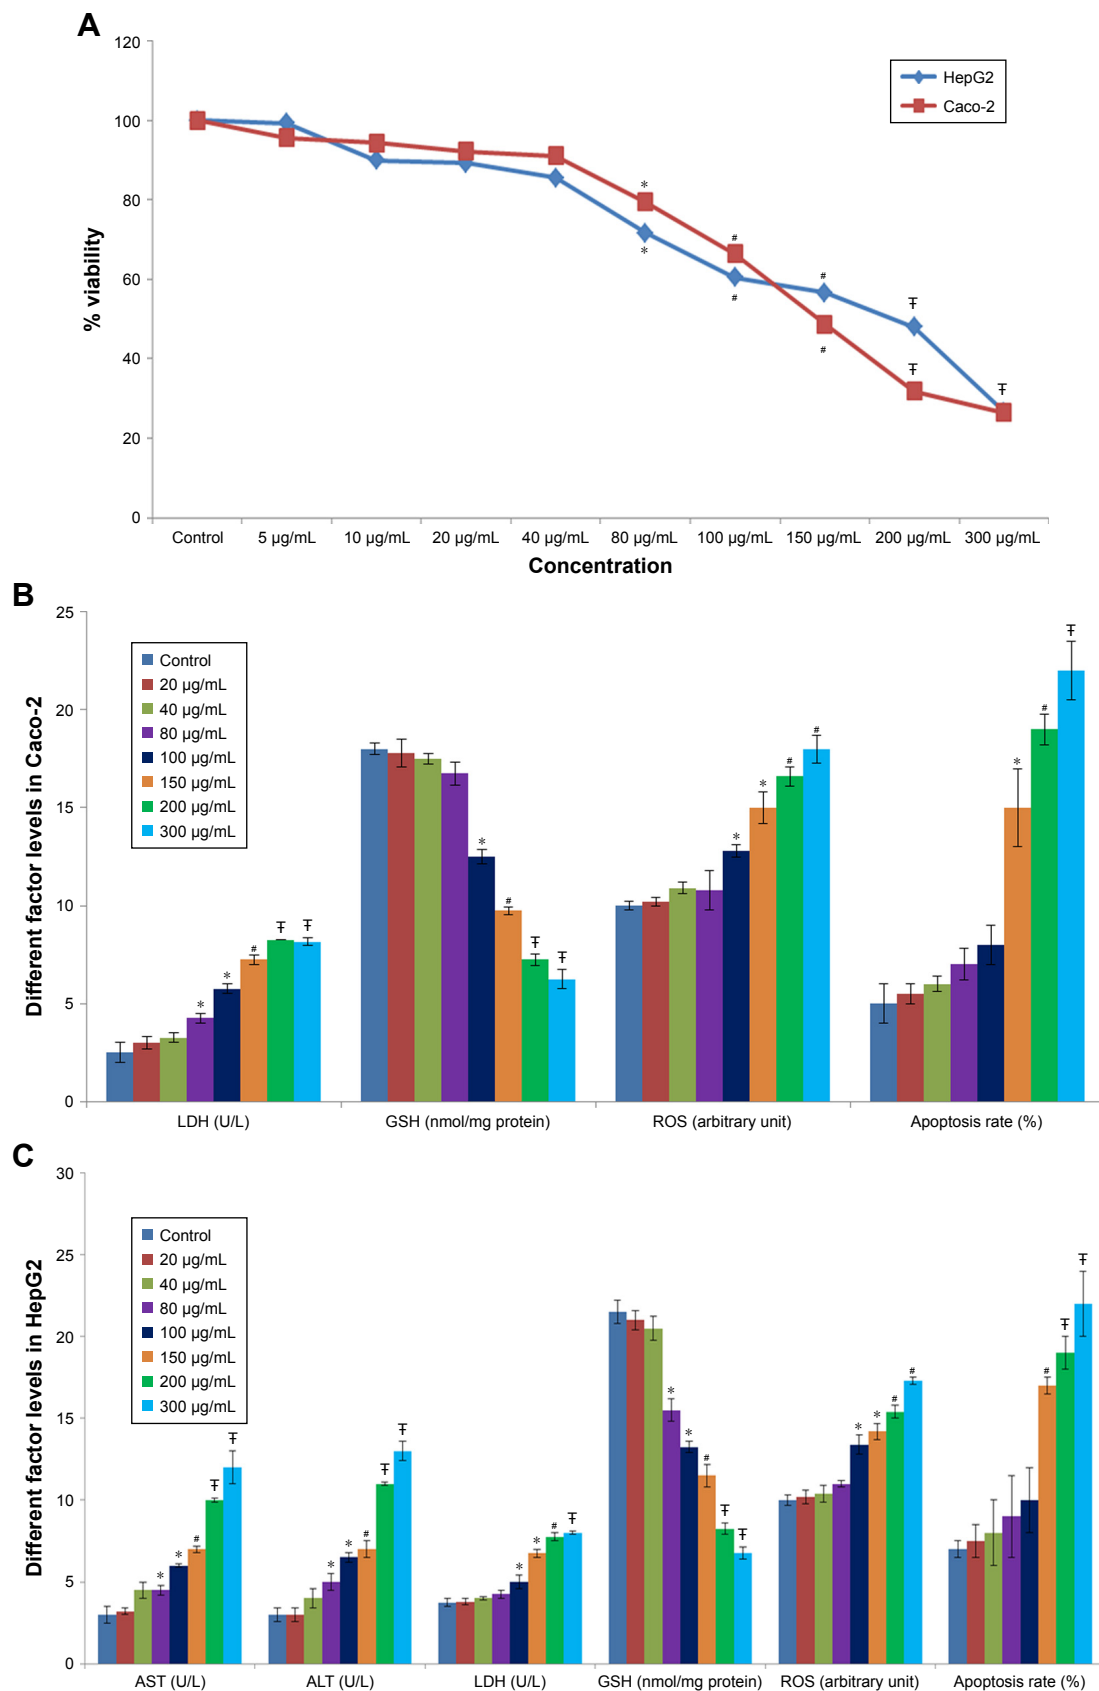 A
120
100
80
60
40
20
0
% viability
HepG2
Caco-2
*
*
#
#
#
#
Ŧ
Ŧ
Ŧ
Control 5 µg/mL 10 µg/mL 20 µg/mL 40 µg/mL 80 µg/mL 100 µg/mL 150 µg/mL 200 µg/mL 300 µg/mL
Concentration
B
25
20
15
10
5
0
Different factor levels in Caco-2
Control
20 µg/mL
40 µg/mL
80 µg/mL
100 µg/mL
150 µg/mL
200 µg/mL
300 µg/mL
* * # Ŧ Ŧ
* # Ŧ Ŧ
* * # #
* # Ŧ
LDH (U/L) GSH (nmol/mg protein) ROS (arbitrary unit) Apoptosis rate (%)
C
30
25
20
15
10
5
0
Different factor levels in HepG2
Control
20 µg/mL
40 µg/mL
80 µg/mL
100 µg/mL
150 µg/mL
200 µg/mL
300 µg/mL
* * # Ŧ Ŧ
* * # Ŧ Ŧ
* * # Ŧ
* * # Ŧ Ŧ
* * # #
# Ŧ Ŧ
AST (U/L) ALT (U/L) LDH (U/L) GSH (nmol/mg protein) ROS (arbitrary unit) Apoptosis rate (%)